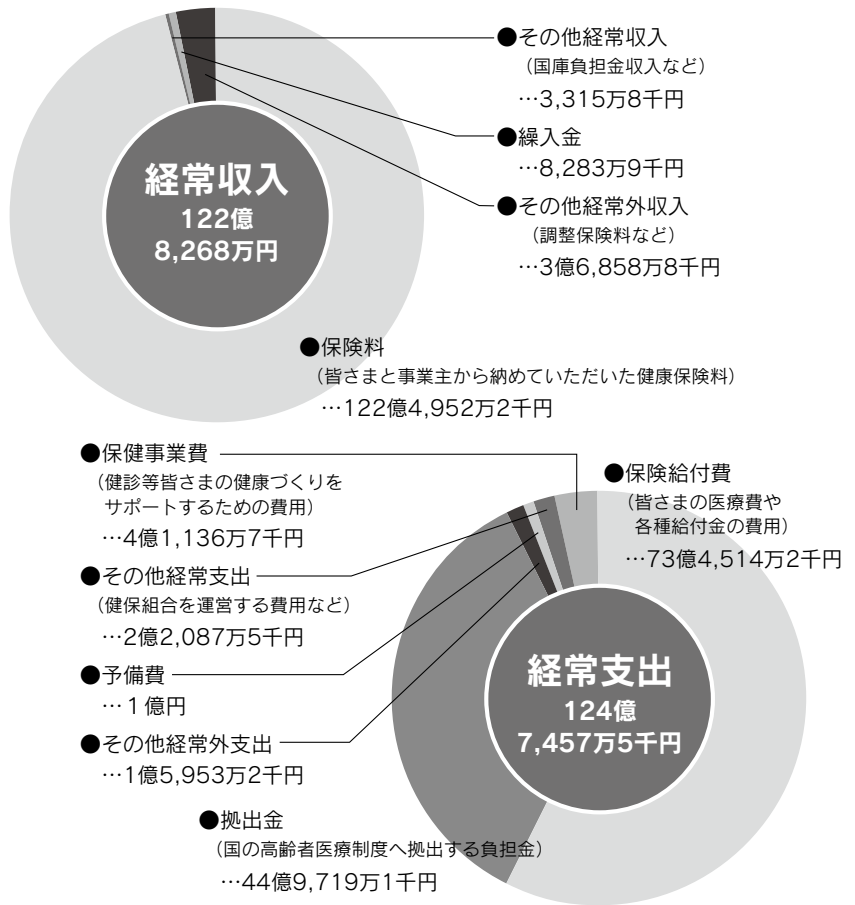 ●その他経常収入
（国庫負担金収入など）
…3,315万8千円
●繰入金
…8,283万9千円
●その他経常外収入
（調整保険料など）
…3億6,858万8千円
経常収入
122億
8,268万円
●保険料
（皆さまと事業主から納めていただいた健康保険料）
…122億4,952万2千円
●保健事業費
（健診等皆さまの健康づくりを
サポートするための費用）
…4億1,136万7千円
●その他経常支出
（健保組合を運営する費用など）
…2億2,087万5千円
●予備費
…１億円
●その他経常外支出
…1億5,953万2千円
●拠出金
（国の高齢者医療制度へ拠出する負担金）
…44億9,719万1千円
●保険給付費
（皆さまの医療費や
各種給付金の費用）
…73億4,514万2千円
経常支出
124億
7,457万5千円